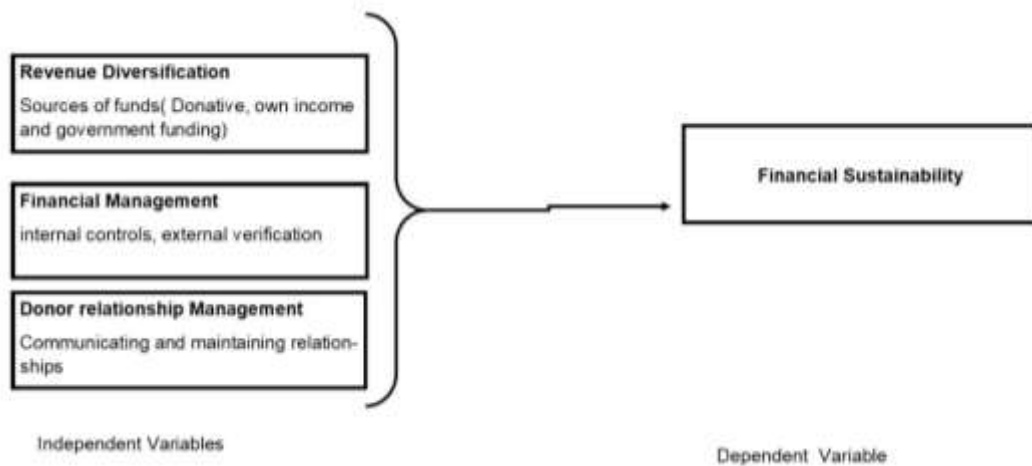 Revenue Diversification
Sources of funds( Donative, own income
and government funding)
Financial Management
internal controls, external verification
Donor relationship Management
Communicating and maintaining relation-
ships
Independent Variables
Financial Sustainability
Dependent Variable